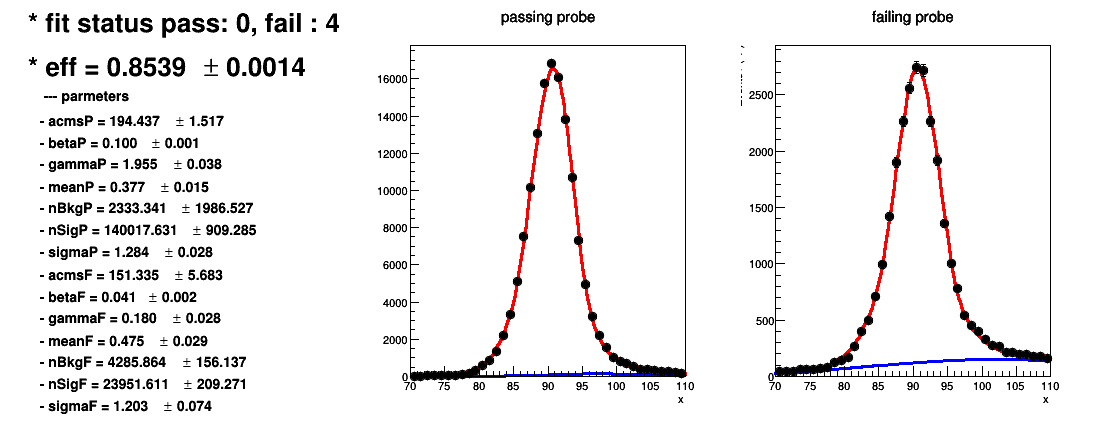 * fit status pass: 0, fail : 4
* eff = 0.8539 ± 0.0014
--- parmeters
- acmsP = 194.437 ± 1.517
- betaP = 0.100 ± 0.001
- gammaP = 1.955 ± 0.038
- meanP = 0.377 ± 0.015
- nBkgP = 2333.341 ± 1986.527
- nSigP = 140017.631 ± 909.285
- sigmaP = 1.284 ± 0.028
- acmsF = 151.335 ± 5.683
- betaF = 0.041 ± 0.002
- gammaF = 0.180 ± 0.028
- meanF = 0.475 ± 0.029
- nBkgF = 4285.864 ± 156.137
- nSigF = 23951.611 ± 209.271
- sigmaF = 1.203 ± 0.074
passing probe
16000
14000
12000
10000
8000
6000
4000
2000
0
70 75 80 85 90 95 100 105 110
x
failing probe
2500
2000
1500
1000
500
0
70 75 80 85 90 95 100 105 110
x